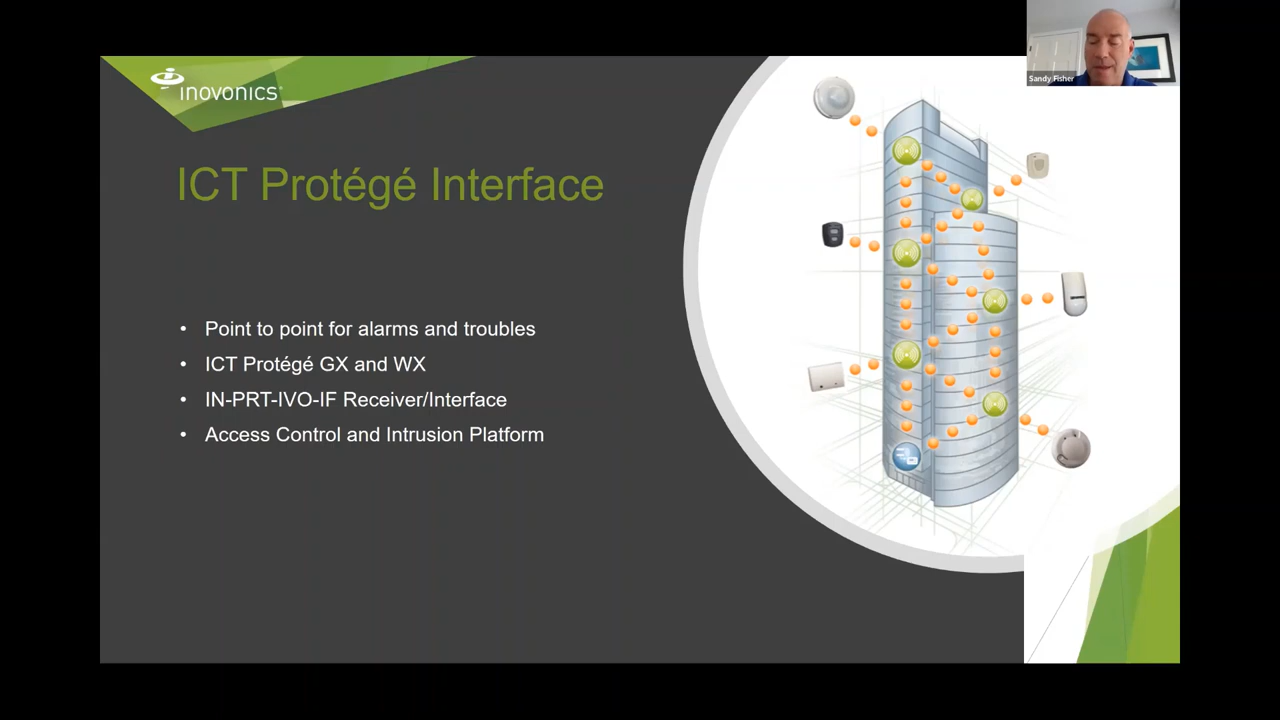 inovonics
Sandy Fisher
ICT Protégé Interface
• Point to point for alarms and troubles
• ICT Protégé GX and WX
• IN-PRT-IVO-IF Receiver/Interface
• Access Control and Intrusion Platform